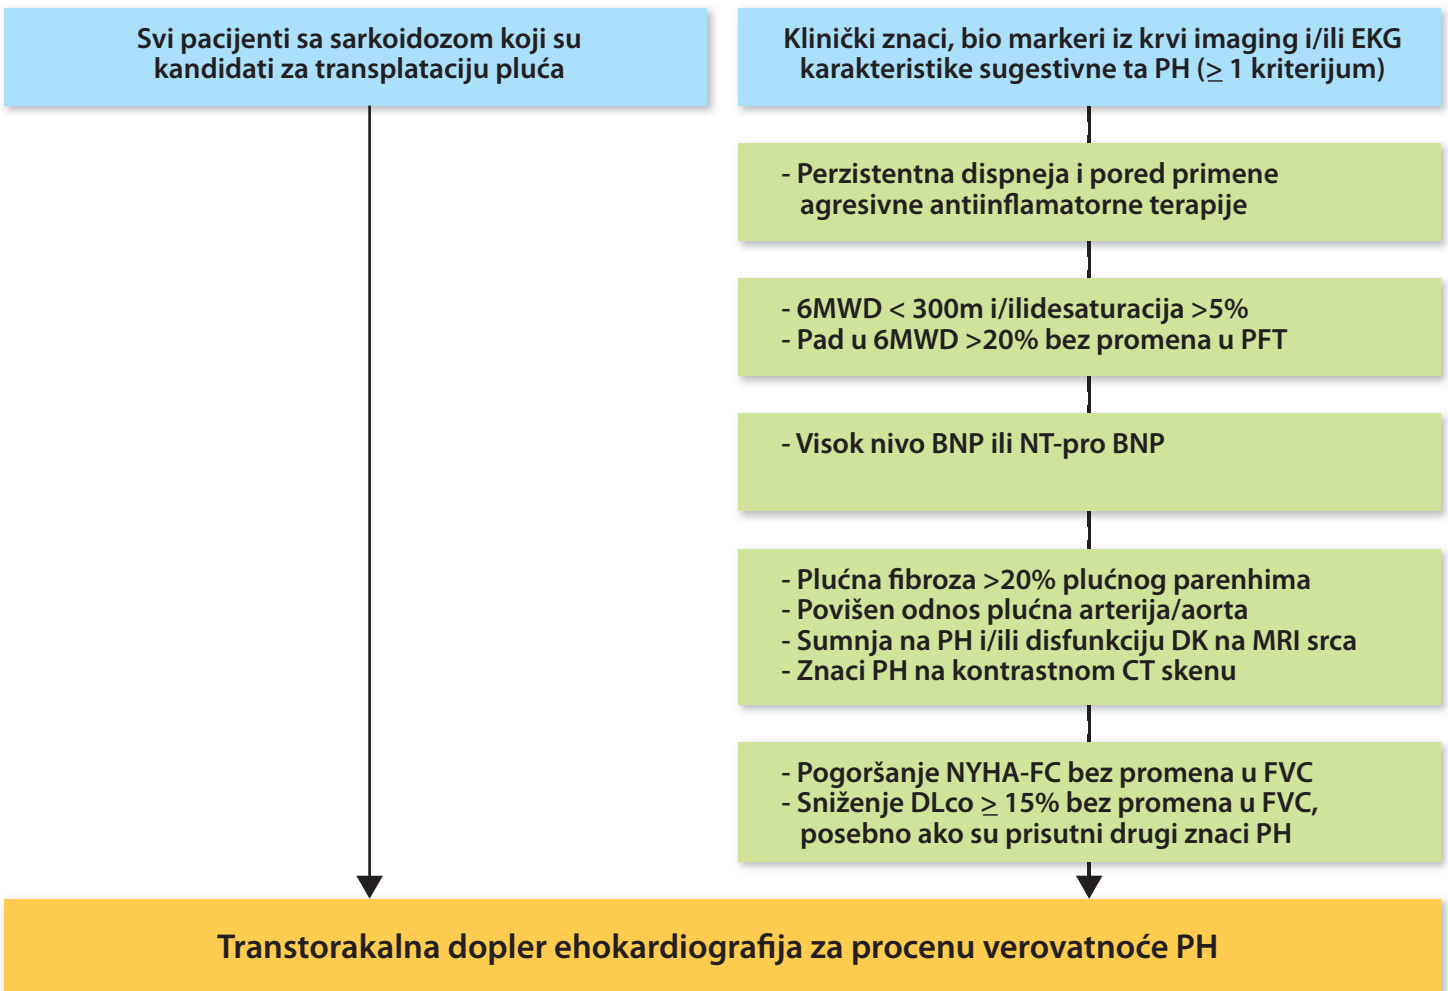 Svi pacijenti sa sarkoidozom koji su
kandidati za transplataciju pluća
Klinički znaci, bio markeri iz krvi imaging i/ili EKG
karakteristike sugestivne ta PH (≥ 1 kriterijum)
- Perzistentna dispneja i pored primene
agresivne antiinflamatorne terapije
- 6MWD < 300m i/ilidesaturacija >5%
- Pad u 6MWD >20% bez promena u PFT
- Visok nivo BNP ili NT-pro BNP
- Plućna fibroza >20% plućnog parenhima
- Povišen odnos plućna arterija/aorta
- Sumnja na PH i/ili disfunkciju DK na MRI srca
- Znaci PH na kontrastnom CT skenu
- Pogoršanje NYHA-FC bez promena u FVC
- Sniženje DLco ≥ 15% bez promena u FVC,
posebno ako su prisutni drugi znaci PH
Transtorakalna dopler ehokardiografija za procenu verovatnoće PH